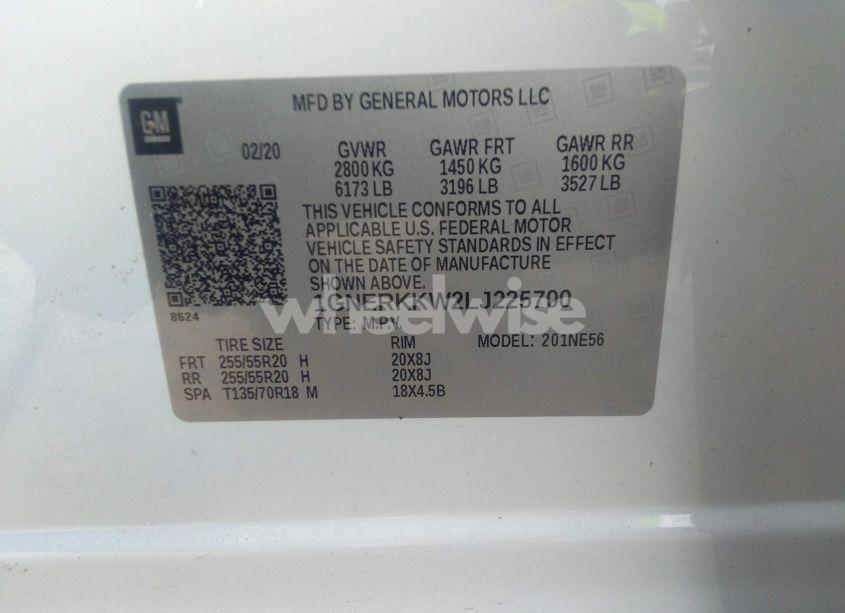 GM
MFD BY GENERAL MOTORS LLC
02/20 GVWR GAWR FRT GAWR RR
2800 KG 1450 KG 1600 KG
6173 LB 3196 LB 3527 LB
THIS VEHICLE CONFORMS TO ALL
APPLICABLE U.S. FEDERAL MOTOR
VEHICLE SAFETY STANDARDS IN EFFECT
ON THE DATE OF MANUFACTURE
SHOWN ABOVE.
1GNERKKW2LJ225700
wheelwise
8624
TYPE: M.P.V.
TIRE SIZE RIM MODEL: 201NE56
FRT 255/55R20 H 20X8J
RR 255/55R20 H 20X8J
SPA T135/70R18 M 18X4.5B